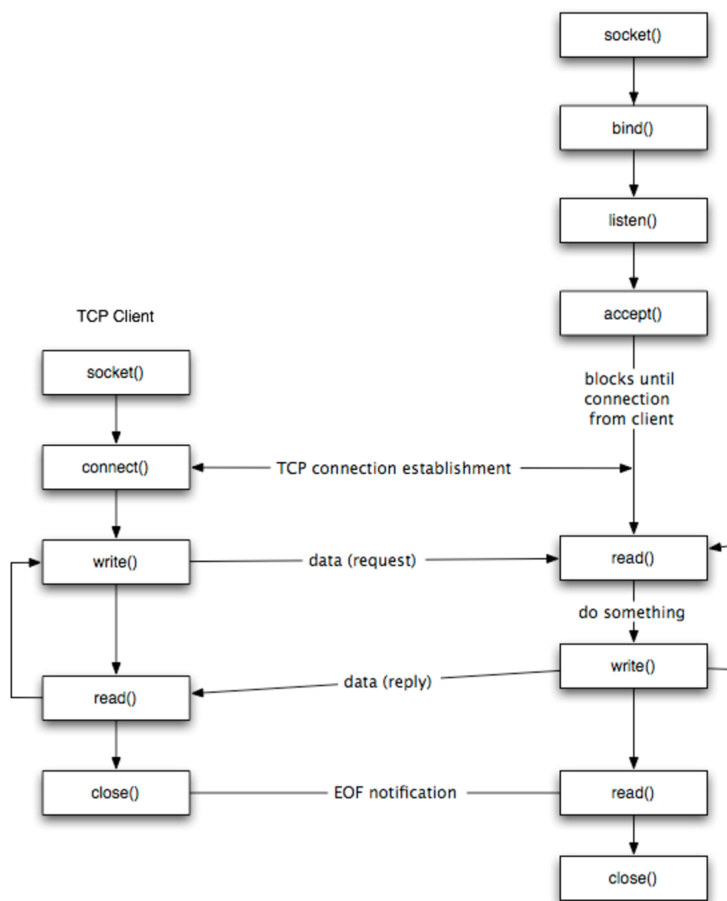 socket()
bind()
listen()
accept()
TCP Client
socket()
blocks until
connection
from client
connect()
TCP connection establishment
write()
data (request)
read()
do something
write()
data (reply)
read()
close()
EOF notification
read()
close()